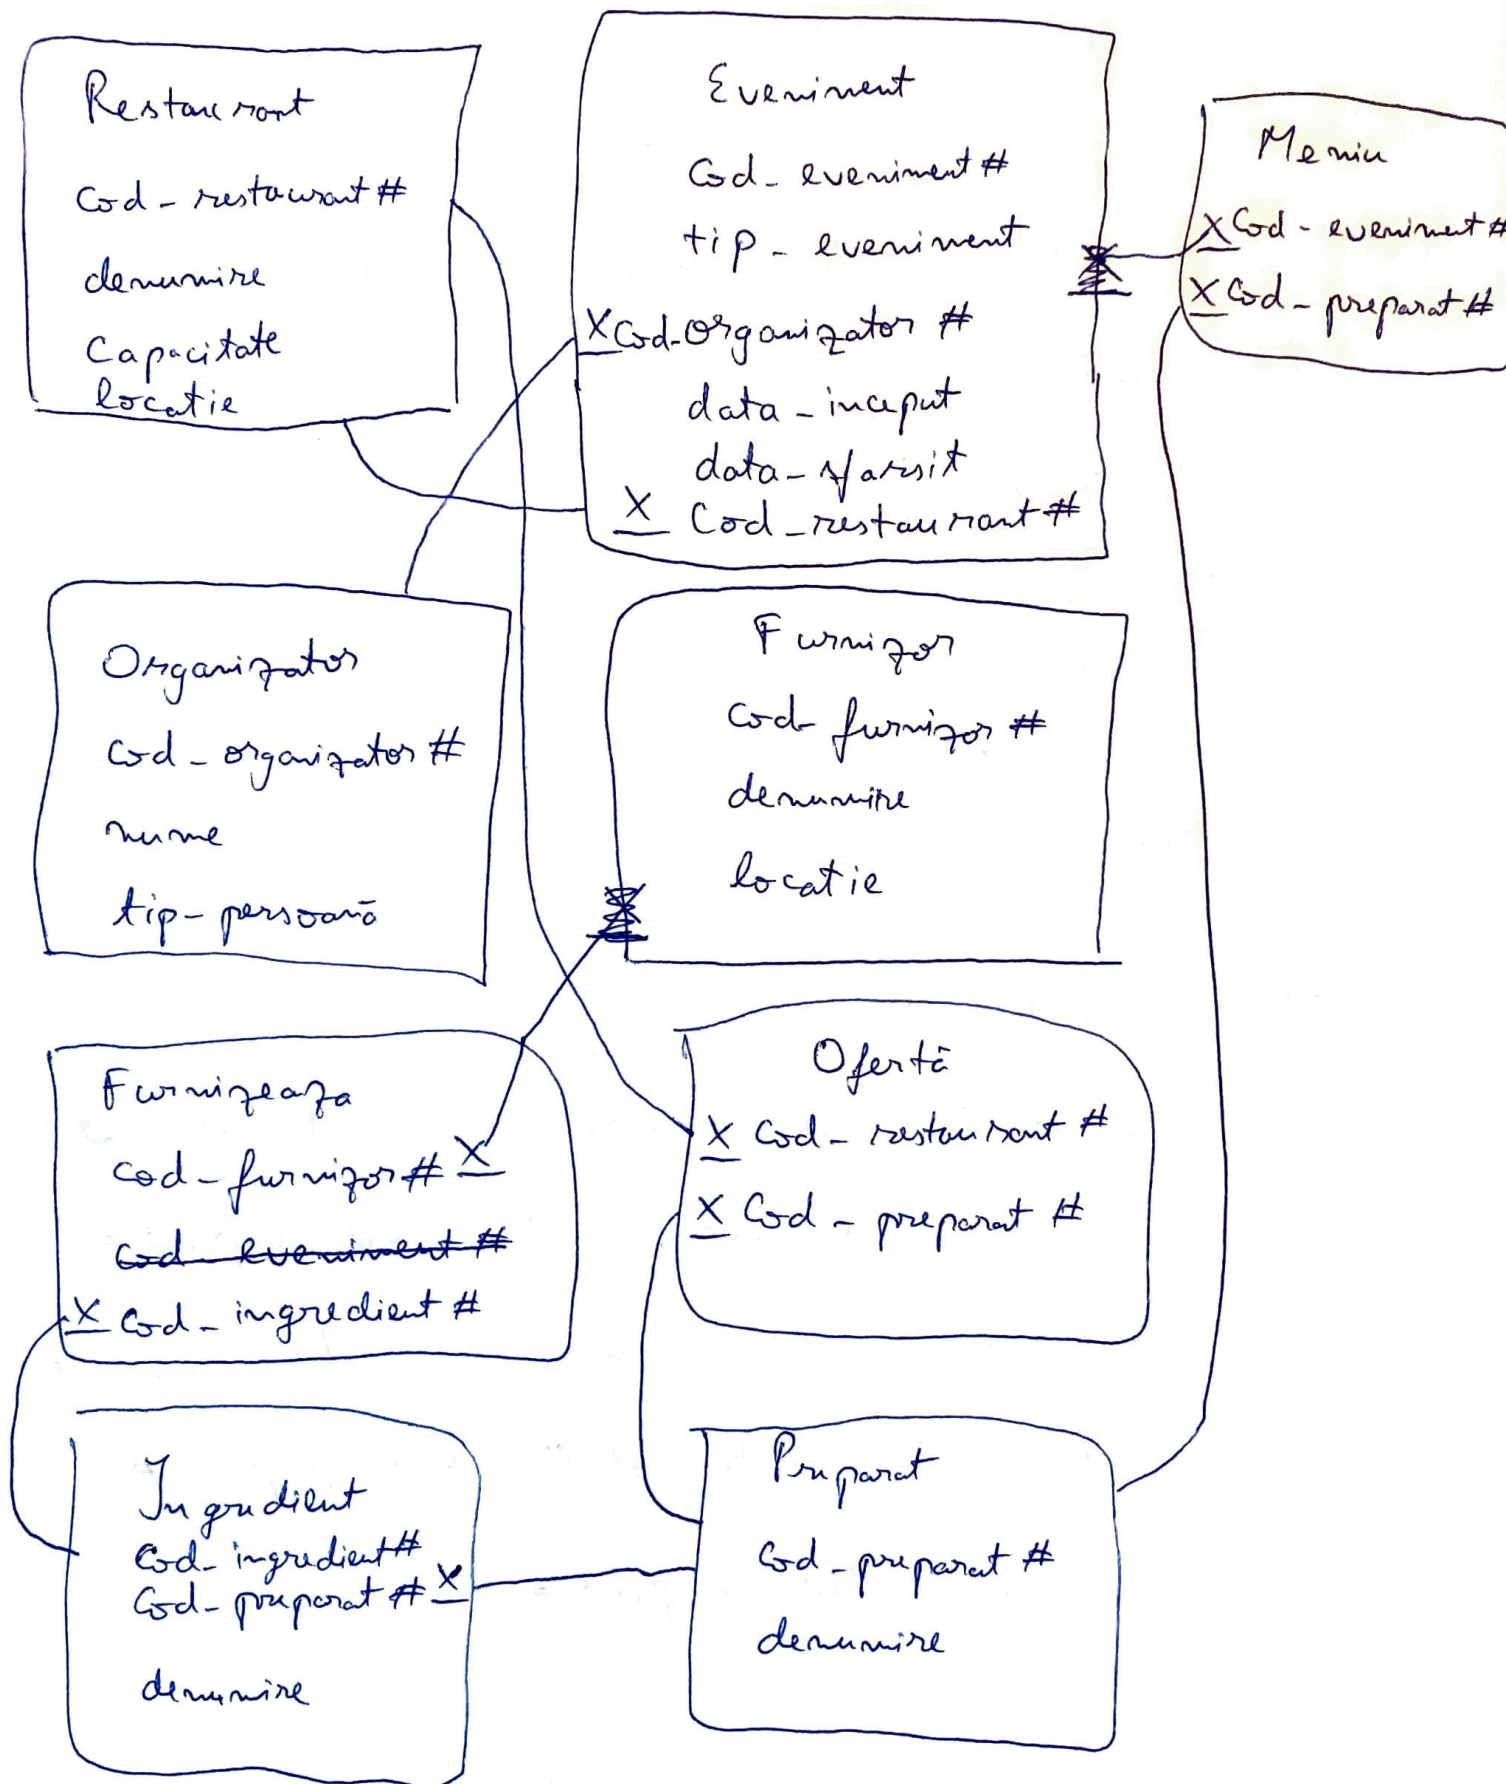 Restaurant
Cod-restaurant #
denumire
Capacitate
locatie
Eveniment
Cod-eveniment #
tip-eveniment
X Cod-organizator #
data-inceput
data-sfarsit
X Cod-restaurant #
Meniu
X Cod-eveniment #
X Cod-preparat #
Organizator
Cod-organizator #
nume
tip-persoană
Furnizor
Cod-furnizor #
denumire
locatie
Furnizeaza
cod-furnizor # X
Cod-eveniment #
X Cod-ingredient #
Ofertă
X Cod-restaurant #
X Cod-preparat #
Ingredient
Cod-ingredient #
Cod-preparat # X
denumire
Preparat
Cod-preparat #
denumire